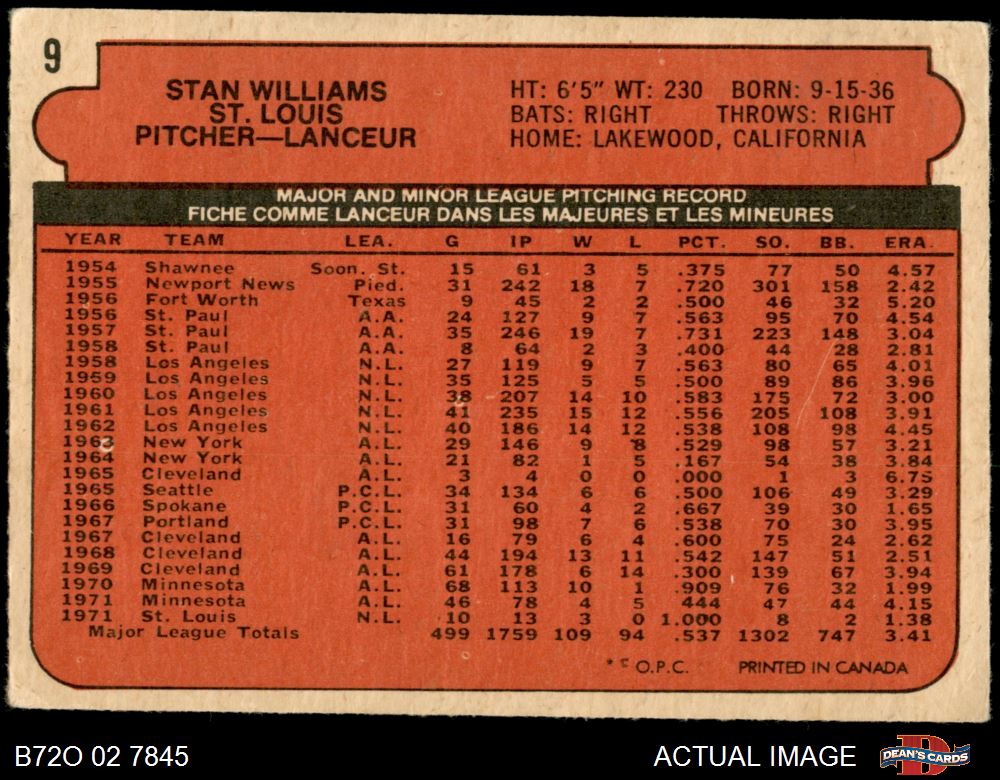 9
STAN WILLIAMS
ST. LOUIS
PITCHER—LANCEUR
HT: 6'5" WT: 230 BORN: 9-15-36
BATS: RIGHT THROWS: RIGHT
HOME: LAKEWOOD, CALIFORNIA
MAJOR AND MINOR LEAGUE PITCHING RECORD
FICHE COMME LANCEUR DANS LES MAJEURES ET LES MINEURES
YEAR TEAM LEA. G IP W L PCT. SO. BB. ERA.
1954 Shawnee Soon. St. 15 61 3 5 .375 77 50 4.57
1955 Newport News Pied. 31 242 18 7 .720 301 158 2.42
1956 Fort Worth Texas 9 45 2 2 .500 46 32 5.20
1956 St. Paul A.A. 24 127 9 7 .563 95 70 4.54
1957 St. Paul A.A. 35 246 19 7 .731 223 148 3.04
1958 St. Paul A.A. 8 64 2 3 .400 44 28 2.81
1958 Los Angeles N.L. 27 119 9 7 .563 80 65 4.01
1959 Los Angeles N.L. 35 125 5 5 .500 89 86 3.96
1960 Los Angeles N.L. 38 207 14 10 .583 175 72 3.00
1961 Los Angeles N.L. 41 235 15 12 .556 205 108 3.91
1962 Los Angeles N.L. 40 186 14 12 .538 108 98 4.45
1963 New York A.L. 29 146 9 8 .529 98 57 3.21
1964 New York A.L. 21 82 1 5 .167 54 38 3.84
1965 Cleveland A.L. 3 4 0 0 .000 1 3 6.75
1965 Seattle P.C.L. 34 134 6 6 .500 106 49 3.29
1966 Spokane P.C.L. 31 60 4 2 .667 39 30 1.65
1967 Portland P.C.L. 31 98 7 6 .538 70 30 3.95
1967 Cleveland A.L. 16 79 6 4 .600 75 24 2.62
1968 Cleveland A.L. 44 194 13 11 .542 147 51 2.51
1969 Cleveland A.L. 61 178 6 14 .300 139 67 3.94
1970 Minnesota A.L. 68 113 10 1 .909 76 32 1.99
1971 Minnesota A.L. 46 78 4 5 .444 47 44 4.15
1971 St. Louis N.L. 10 13 3 0 1.000 8 2 1.38
Major League Totals 499 1759 109 94 .537 1302 747 3.41
* © O.P.C. PRINTED IN CANADA
B72O 02 7845 ACTUAL IMAGE DEAN'S CARDS